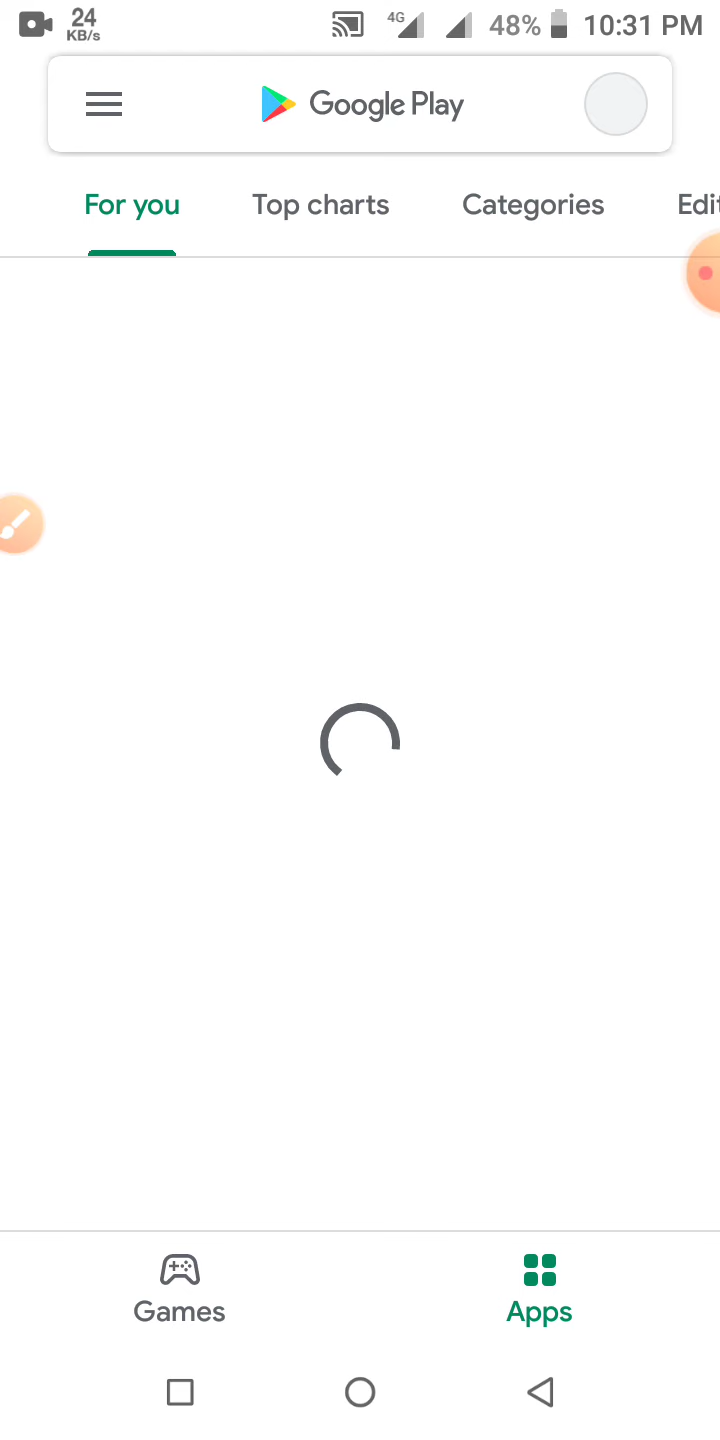 24
KB/s
4G
48%
10:31 PM
Google Play
For you
Top charts
Categories
Edit
Games
Apps